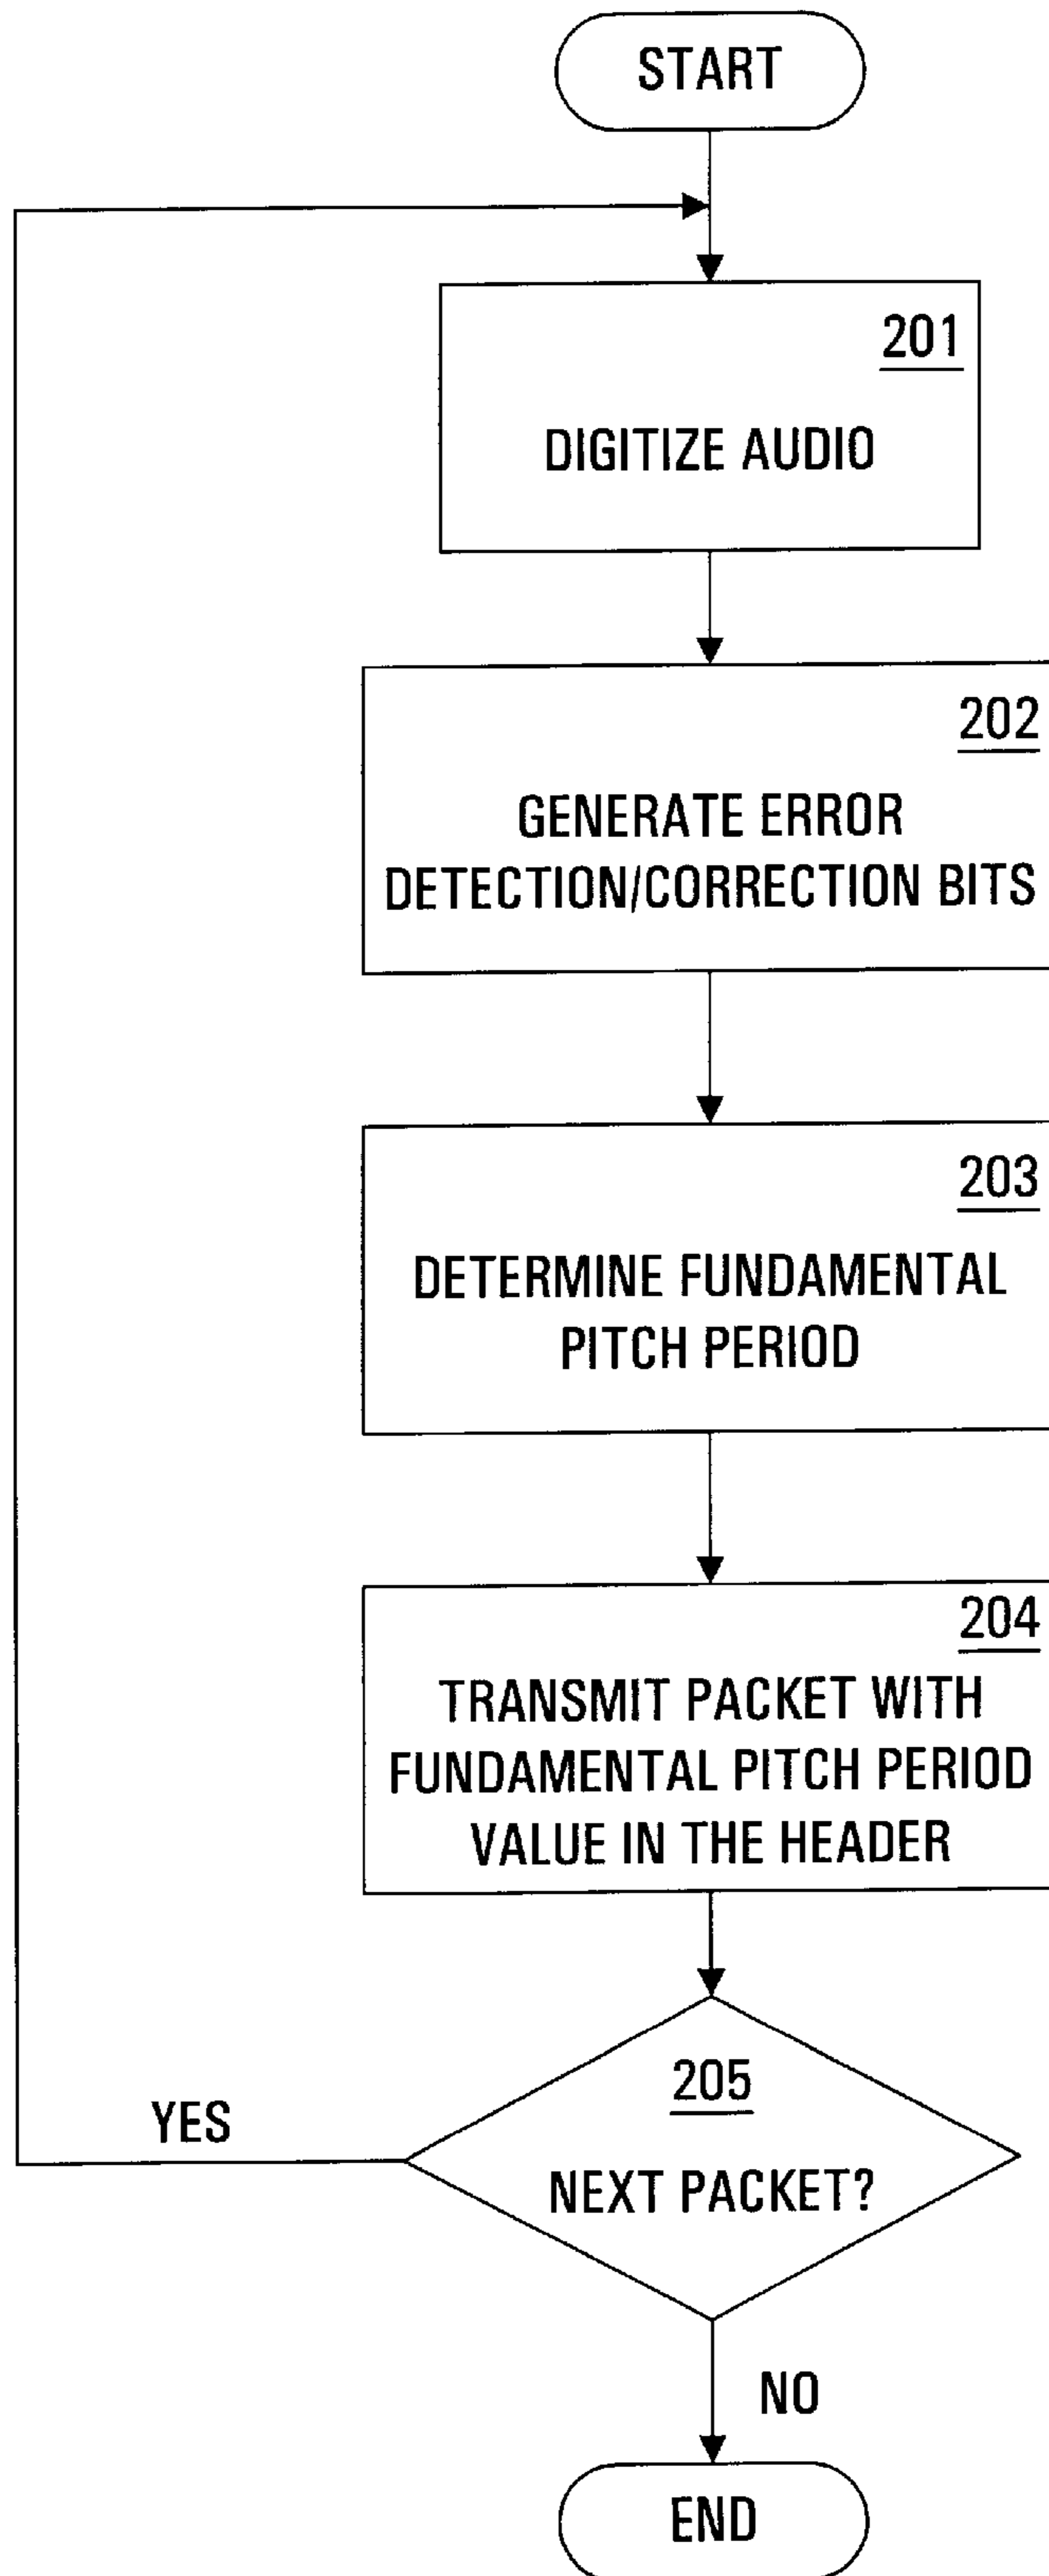 START
201
DIGITIZE AUDIO
202
GENERATE ERROR
DETECTION/CORRECTION BITS
203
DETERMINE FUNDAMENTAL
PITCH PERIOD
204
TRANSMIT PACKET WITH
FUNDAMENTAL PITCH PERIOD
VALUE IN THE HEADER
205
YES
NEXT PACKET?
NO
END